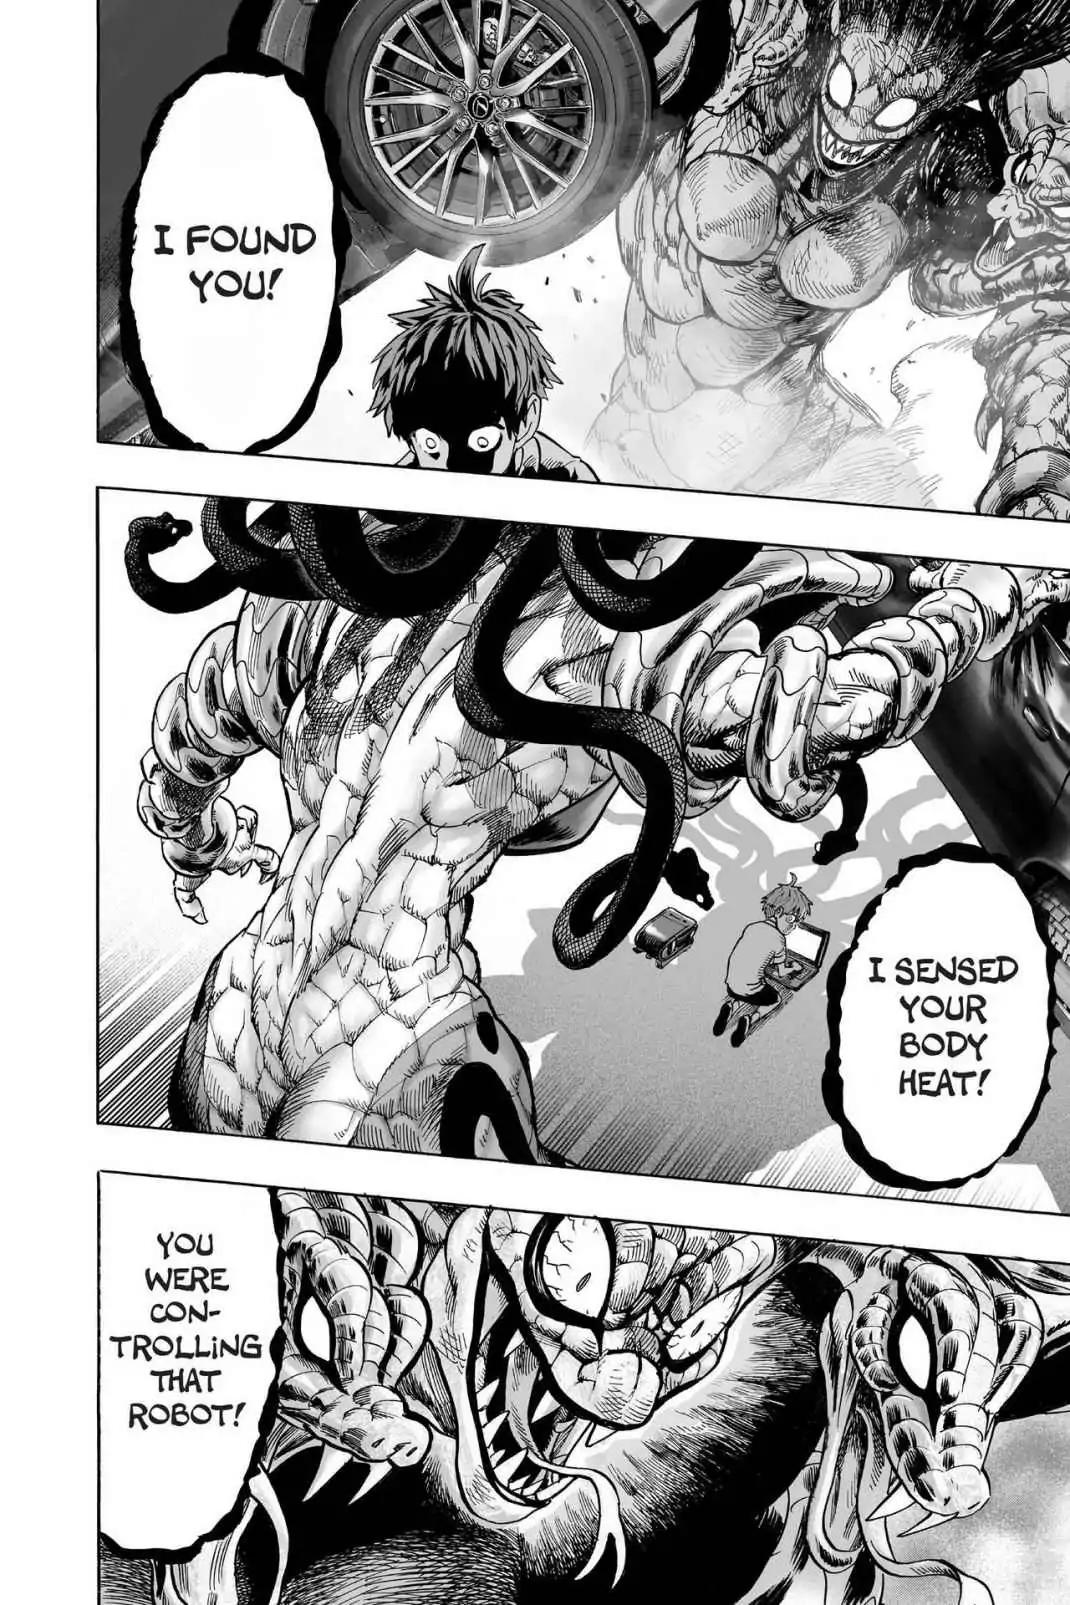 I FOUND
YOU!
I SENSED
YOUR
BODY
HEAT!
YOU
WERE
CON-
TROLLING
THAT
ROBOT!